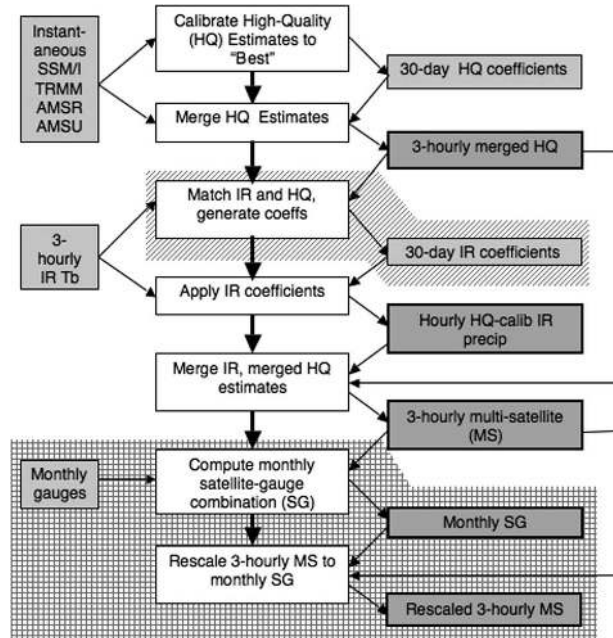 Instant-
aneous
SSM/I
TRMM
AMSR
AMSU
Calibrate High-Quality
(HQ) Estimates to
“Best”
30-day HQ coefficients
Merge HQ Estimates
3-hourly merged HQ
Match IR and HQ,
generate coeffs
3-
hourly
IR Tb
30-day IR coefficients
Apply IR coefficients
Hourly HQ-calib IR
precip
Merge IR, merged HQ
estimates
3-hourly multi-satellite
(MS)
Monthly
gauges
Compute monthly
satellite-gauge
combination (SG)
Monthly SG
Rescale 3-hourly MS to
monthly SG
Rescaled 3-hourly MS